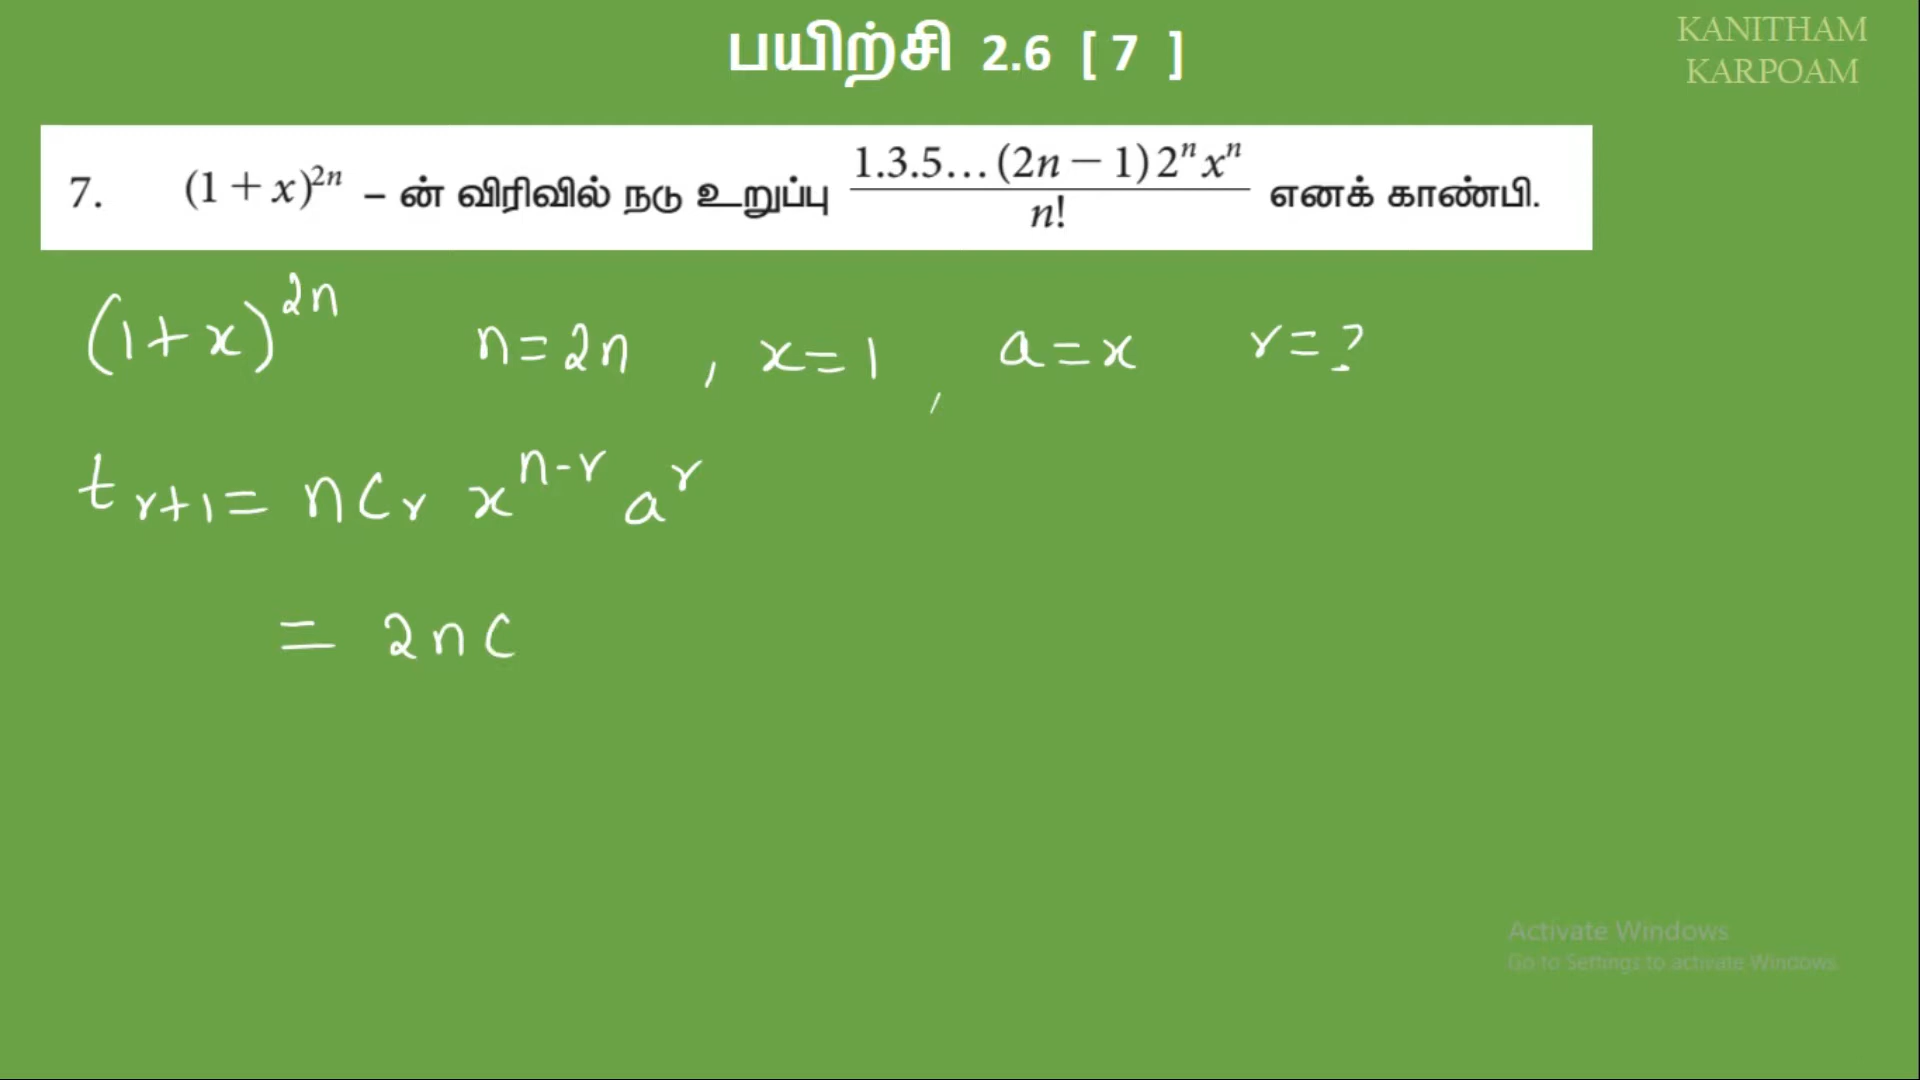 பயிற்சி 2.6 [ 7 ]
KANITHAM
KARPOAM
7. (1 + x)^{2n} – ன் விரிவில் நடு உறுப்பு \frac{1.3.5…(2n − 1) 2^n x^n}{n!} எனக் காண்பி.
(1+x)^{2n} n=2n , x=1 , a=x r=?
t_{r+1} = nC_r x^{n-r} a^r
= 2nC
Activate Windows
Go to Settings to activate Windows.